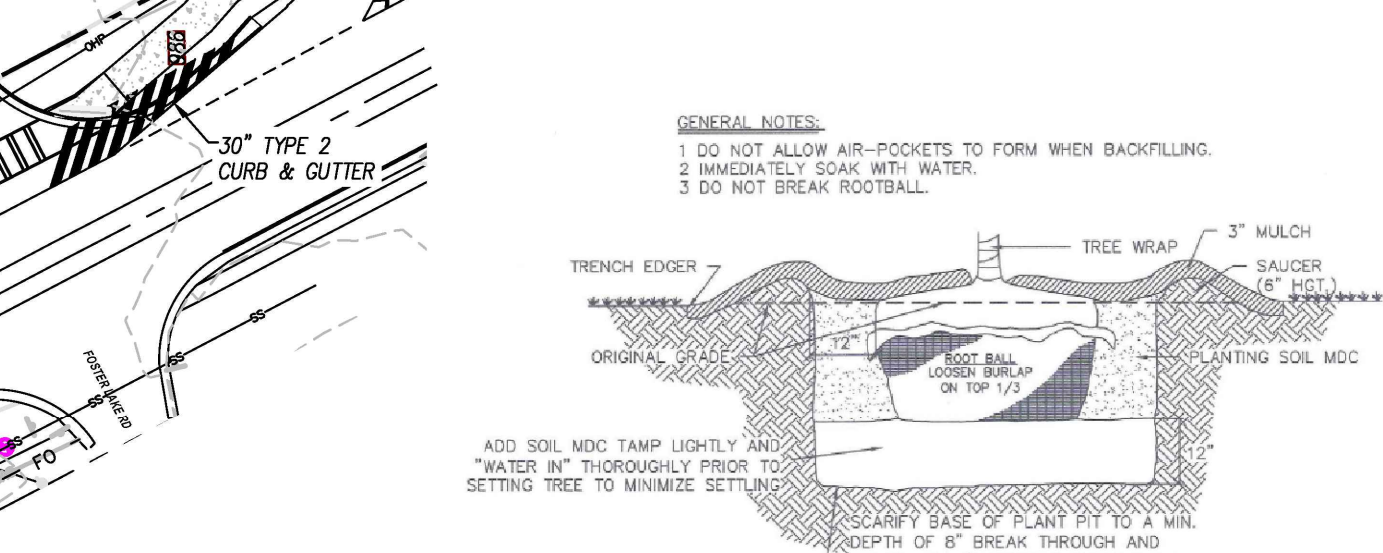 OHP
986
30" TYPE 2
CURB & GUTTER
SS
SS
SS
SS
FOSTER LAKE RD
FO
GENERAL NOTES:
1 DO NOT ALLOW AIR-POCKETS TO FORM WHEN BACKFILLING.
2 IMMEDIATELY SOAK WITH WATER.
3 DO NOT BREAK ROOTBALL.
TREE WRAP
3" MULCH
TRENCH EDGER
SAUCER
(6" HGT.)
12"
ORIGINAL GRADE
ROOT BALL
LOOSEN BURLAP
ON TOP 1/3
PLANTING SOIL MDC
ADD SOIL MDC TAMP LIGHTLY AND
"WATER IN" THOROUGHLY PRIOR TO
SETTING TREE TO MINIMIZE SETTLING
12"
SCARIFY BASE OF PLANT PIT TO A MIN.
DEPTH OF 8" BREAK THROUGH AND